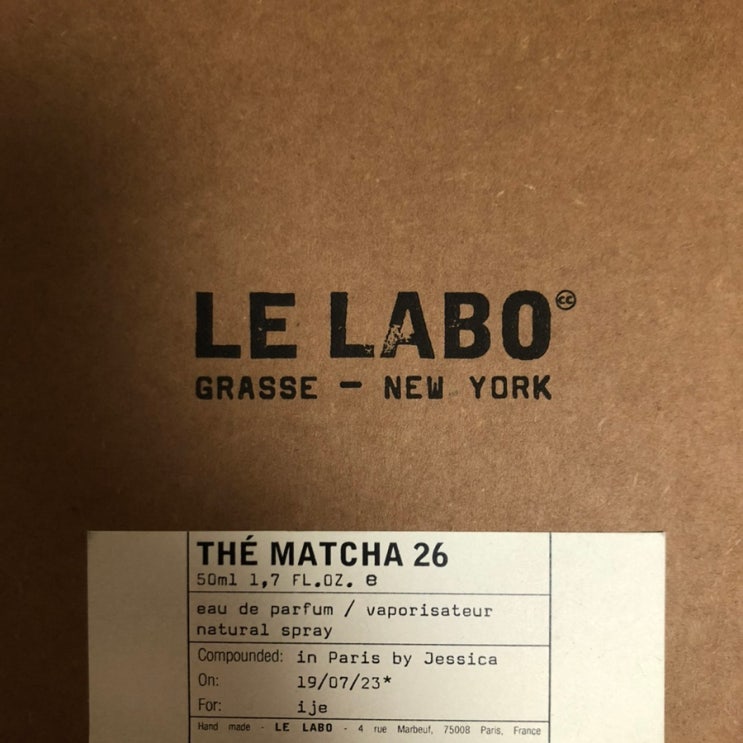 LE LABO
GRASSE — NEW YORK
THÉ MATCHA 26
50ml 1,7 FL.OZ. e
eau de parfum / vaporisateur
natural spray
Compounded: in Paris by Jessica
On: 19/07/23*
For: ije
Hand made - LE LABO - 4 rue Marbeuf, 75008 Paris, France